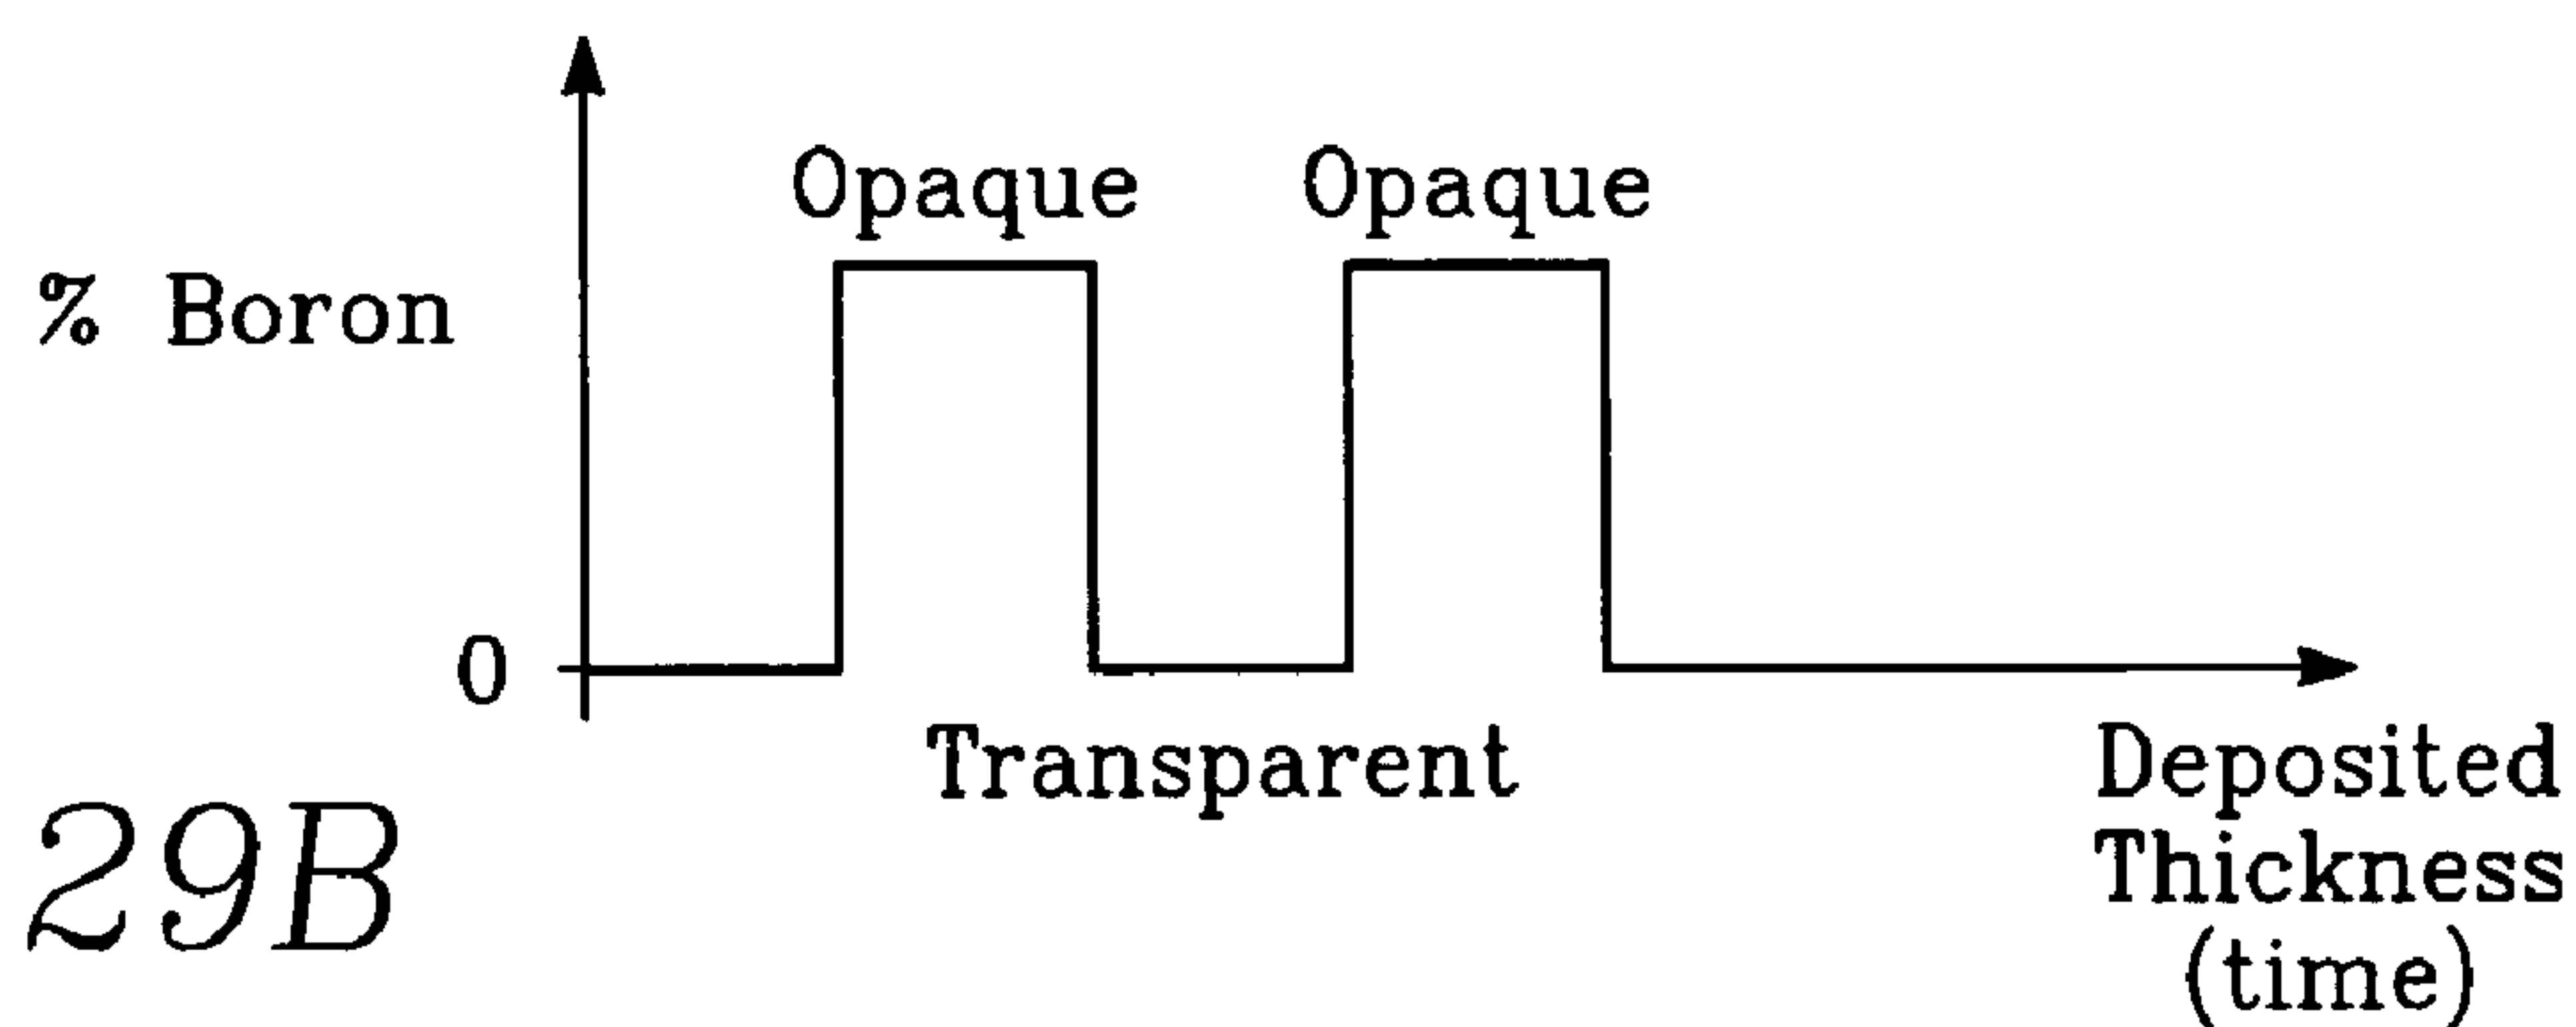 Opaque Opaque
% Boron
0
Transparent
Deposited
Thickness
(time)
29B